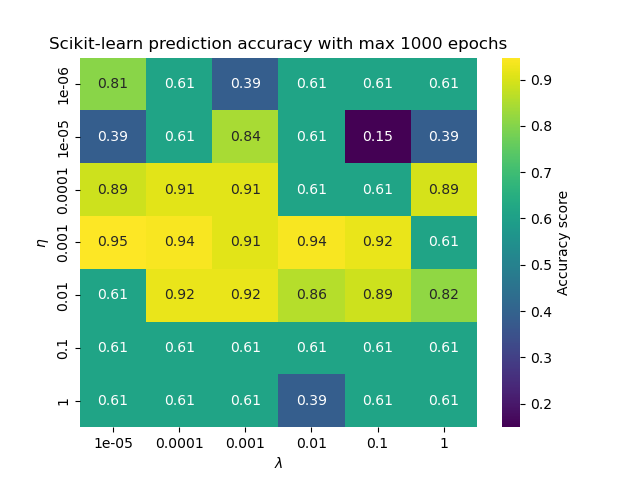 Scikit-learn prediction accuracy with max 1000 epochs
η
1e-06 0.81 0.61 0.39 0.61 0.61 0.61
1e-05 0.39 0.61 0.84 0.61 0.15 0.39
0.0001 0.89 0.91 0.91 0.61 0.61 0.89
0.001 0.95 0.94 0.91 0.94 0.92 0.61
0.01 0.61 0.92 0.92 0.86 0.89 0.82
0.1 0.61 0.61 0.61 0.61 0.61 0.61
1 0.61 0.61 0.61 0.39 0.61 0.61
1e-05 0.0001 0.001 0.01 0.1 1
λ
0.9
0.8
0.7
0.6
0.5
0.4
0.3
0.2
Accuracy score